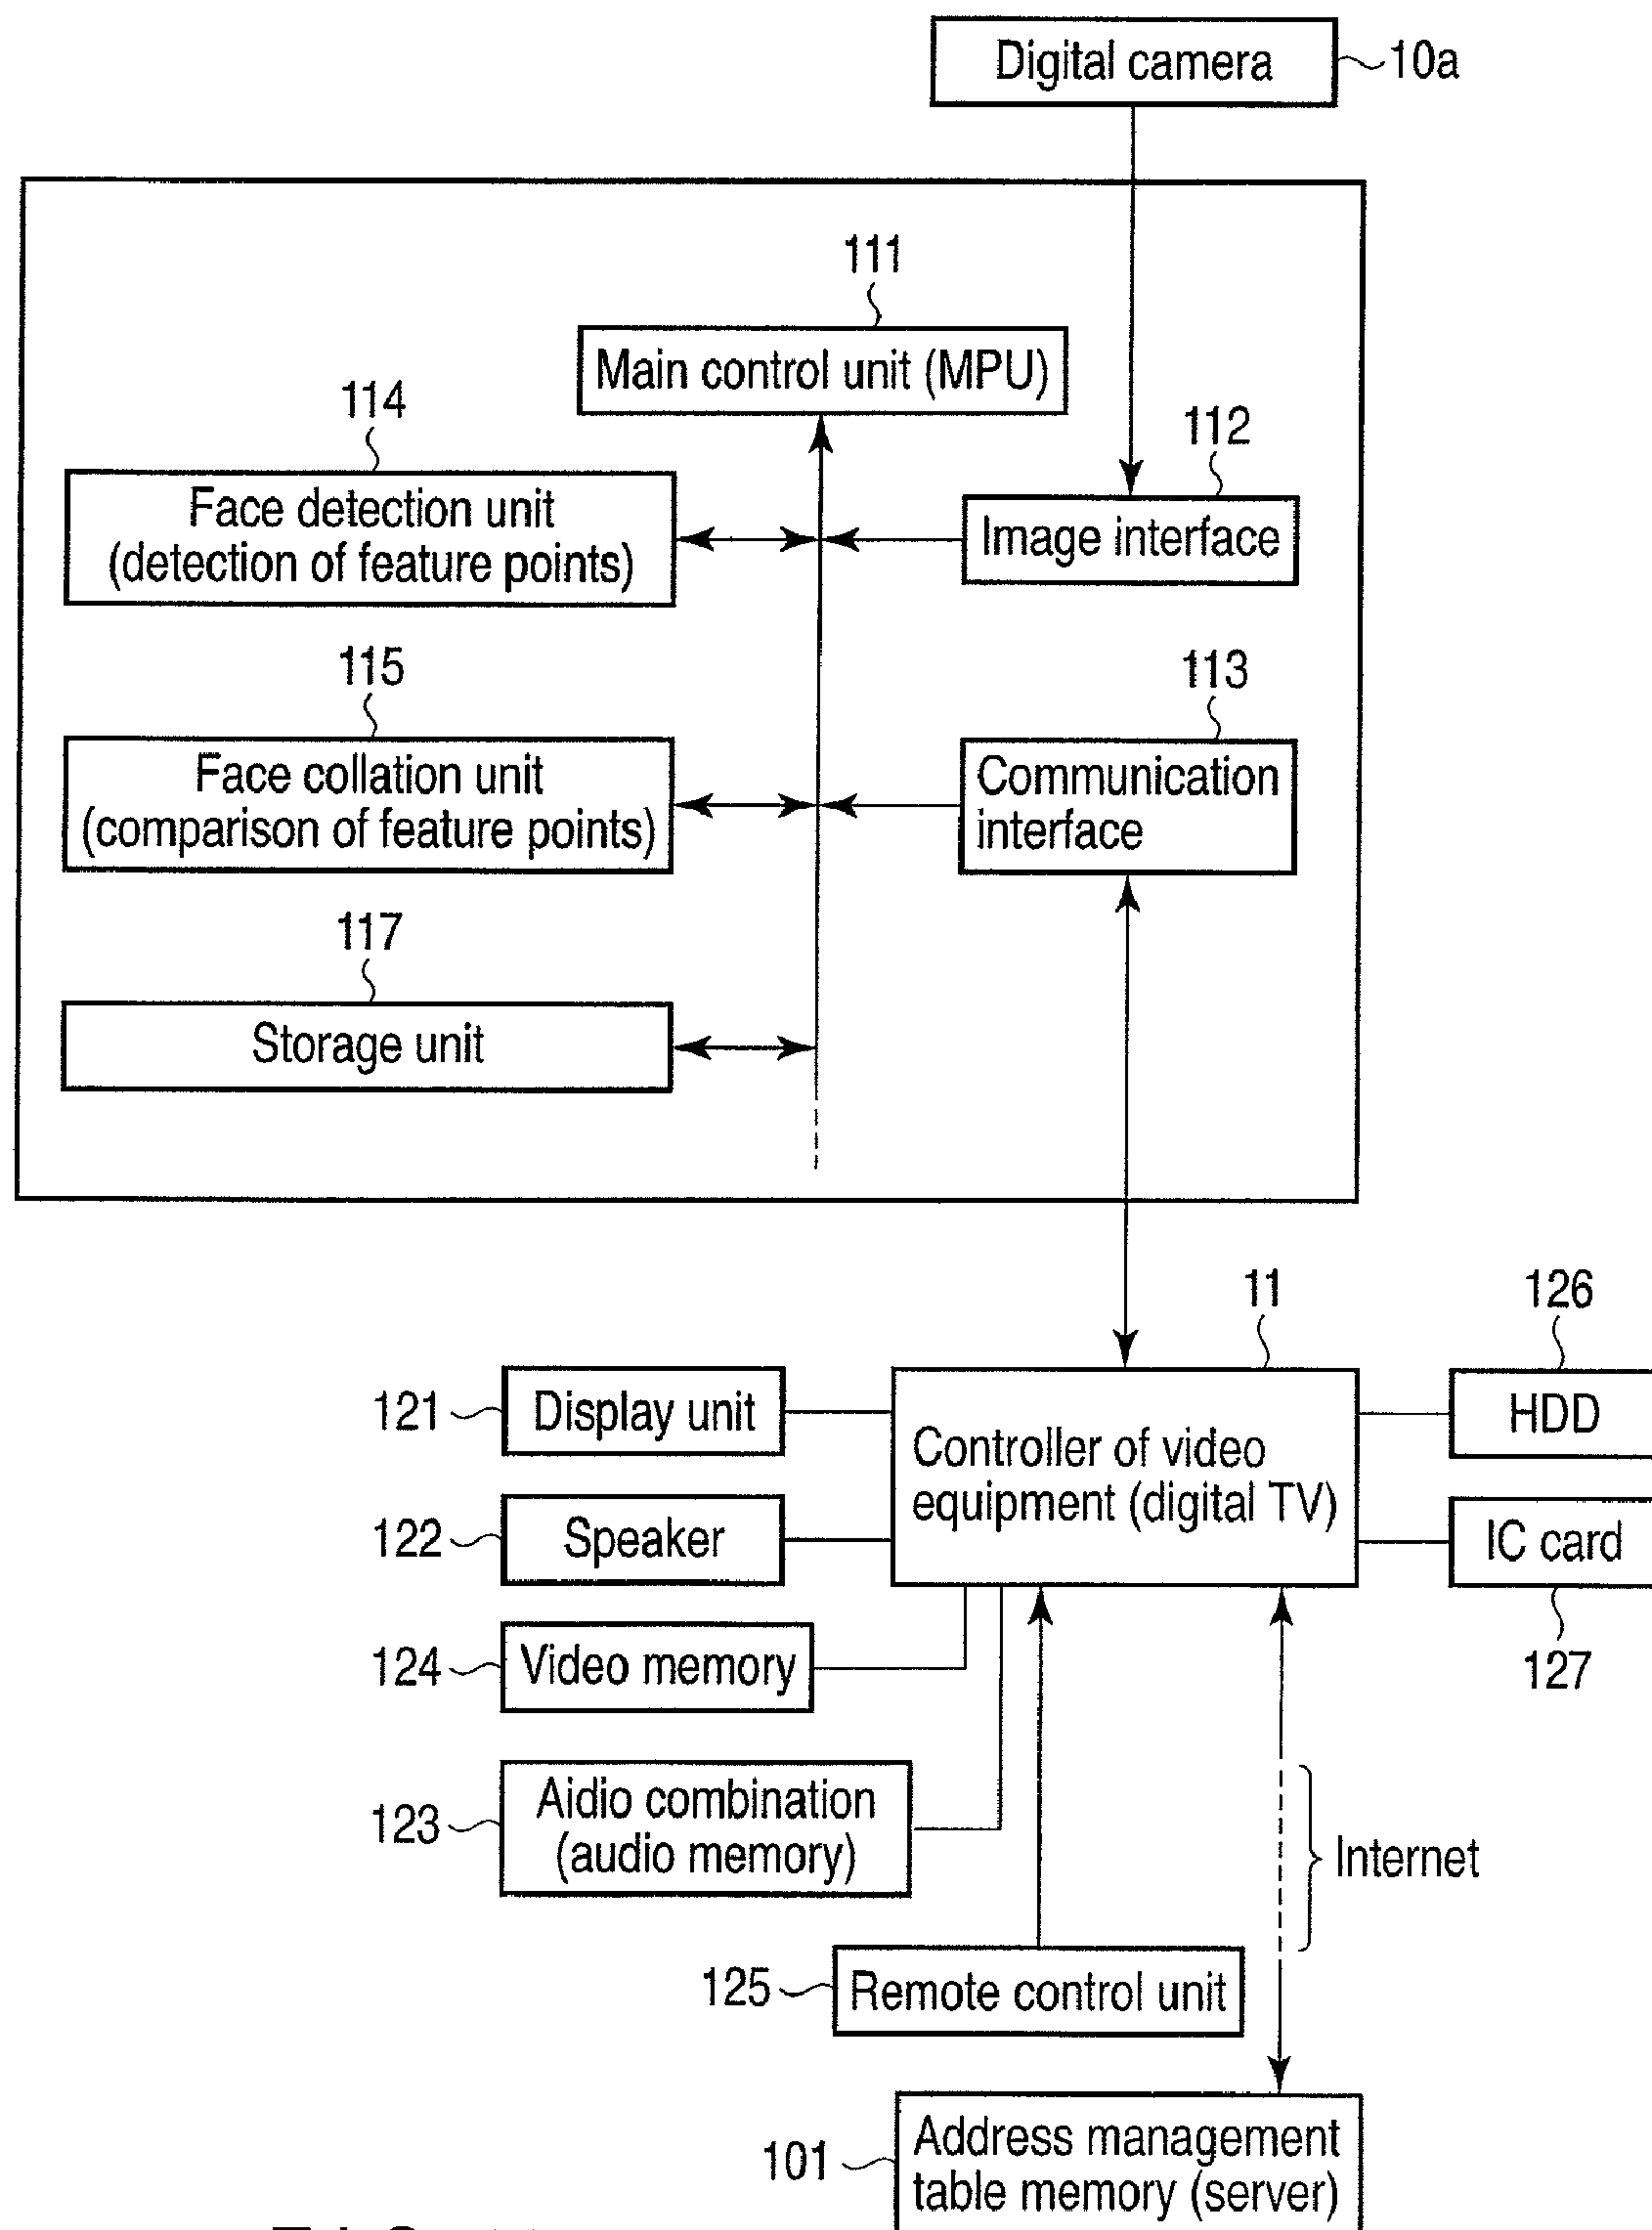 Digital camera
10a
111
Main control unit (MPU)
114
Face detection unit
(detection of feature points)
112
Image interface
115
Face collation unit
(comparison of feature points)
113
Communication
interface
117
Storage unit
11
126
121
Display unit
Controller of video
equipment (digital TV)
HDD
122
Speaker
IC card
127
124
Video memory
123
Aidio combination
(audio memory)
Internet
125
Remote control unit
101
Address management
table memory (server)